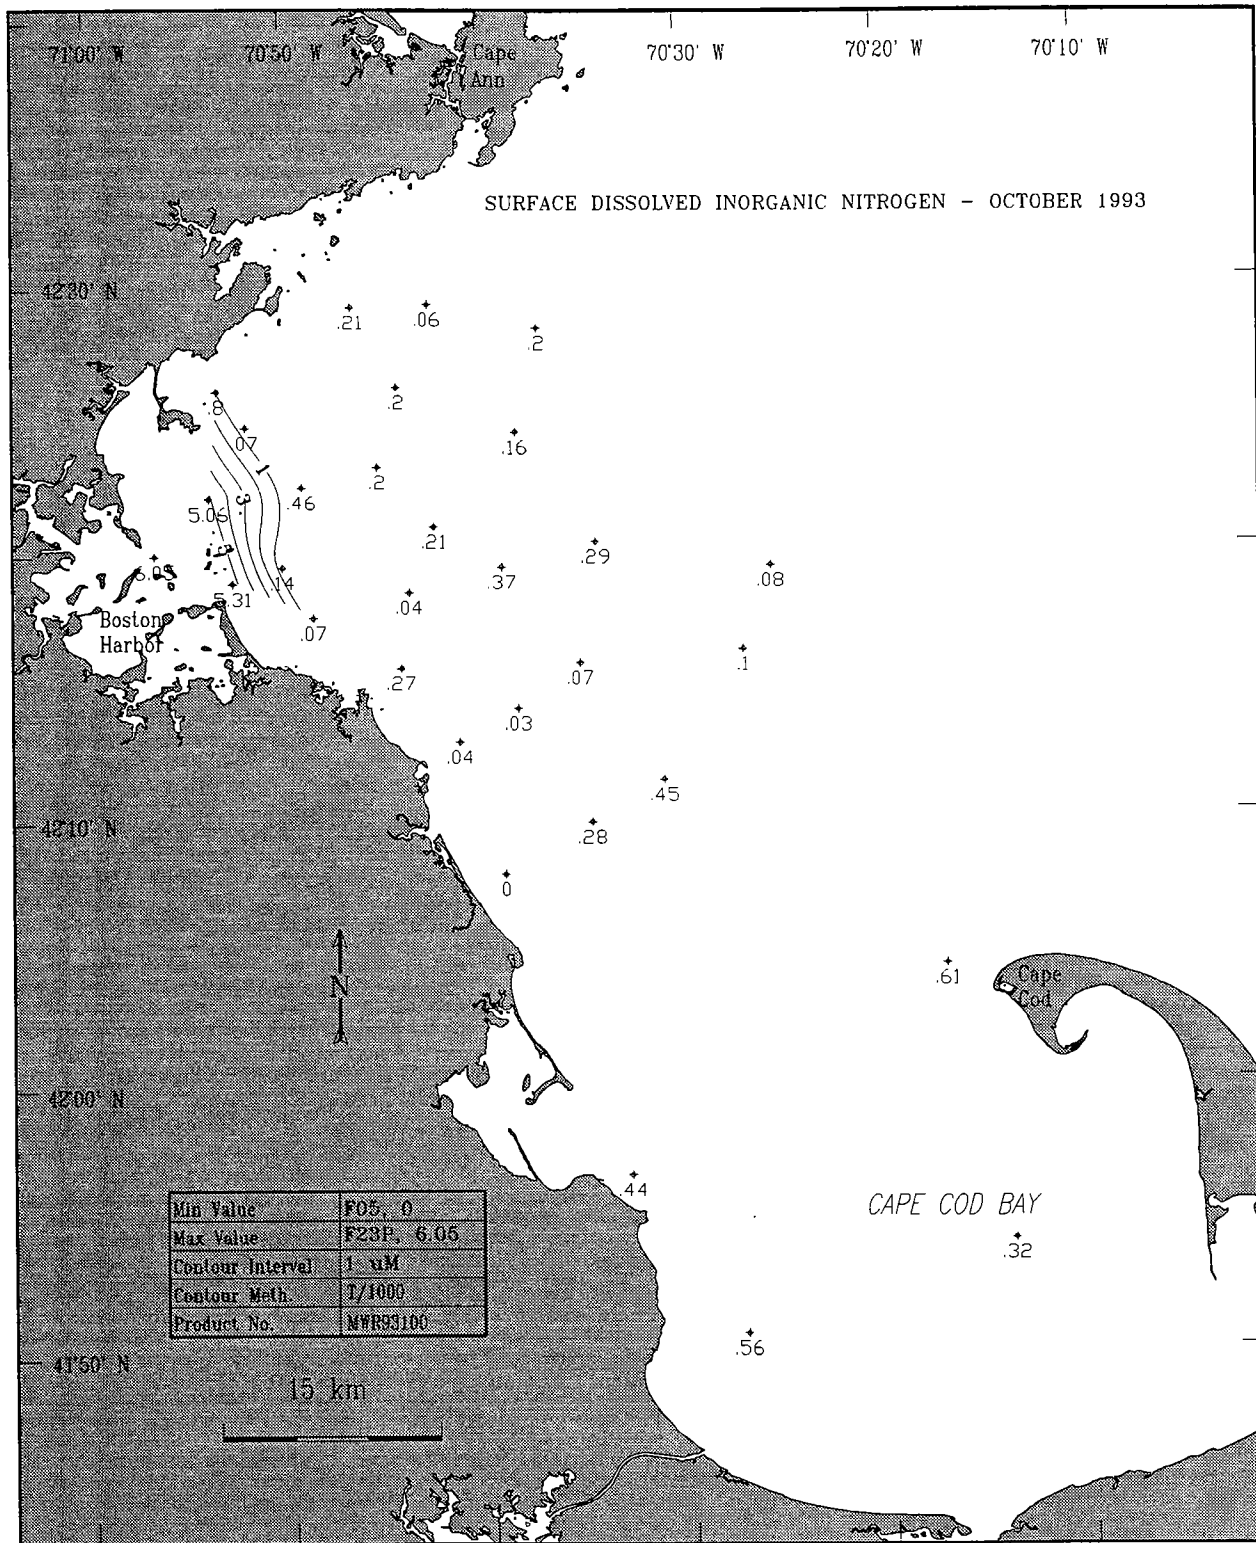 71°00' W
70°50' W
70°30' W
70°20' W
70°10' W
Cape
Ann
SURFACE DISSOLVED INORGANIC NITROGEN - OCTOBER 1993
42°30' N
.21
.06
.2
.8
.2
.07
.16
1
.2
.46
3
5.06
.21
.29
5
6.05
.14
.37
.08
5.31
.04
Boston
Harbor
.07
.1
.27
.07
.03
.04
.45
42°10' N
.28
0
.61
Cape
Cod
N
42°00' N
.44
CAPE COD BAY
.32
Min Value F05, 0
Max Value F23P, 6.05
Contour Interval 1 uM
Contour Meth. T/1000
Product No. MWR93100
.56
41°50' N
15 km